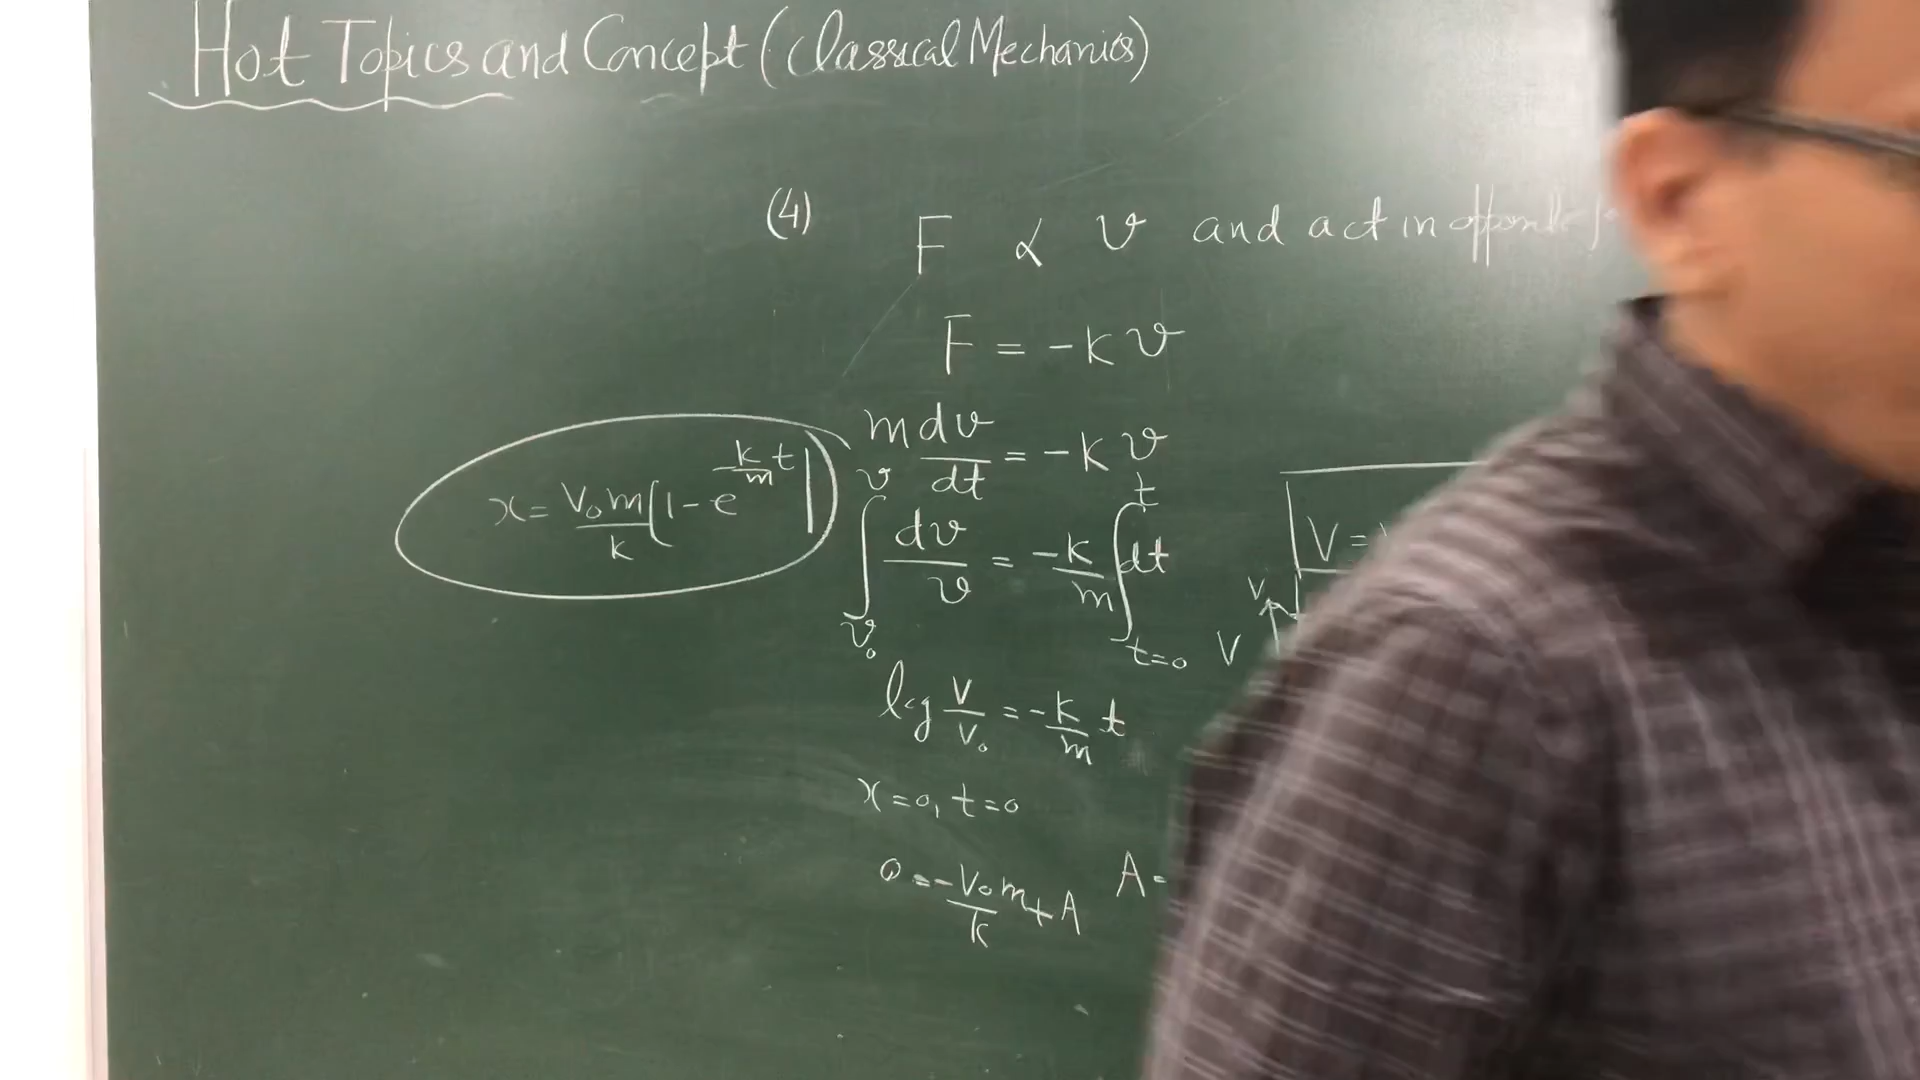 Hot Topics and Concept (Classical Mechanics)
(4) F ∝ v and act in
F = -kv
m dv/dt = -kv
x = V₀m/k [1 - e^(-k/m t)]
∫_{v₀}^{v} dv/v = -k/m ∫_{t=0}^{t} dt
V =
V
V
log V/V₀ = -k/m t
x=0, t=0
0 = -V₀m/k + A A =